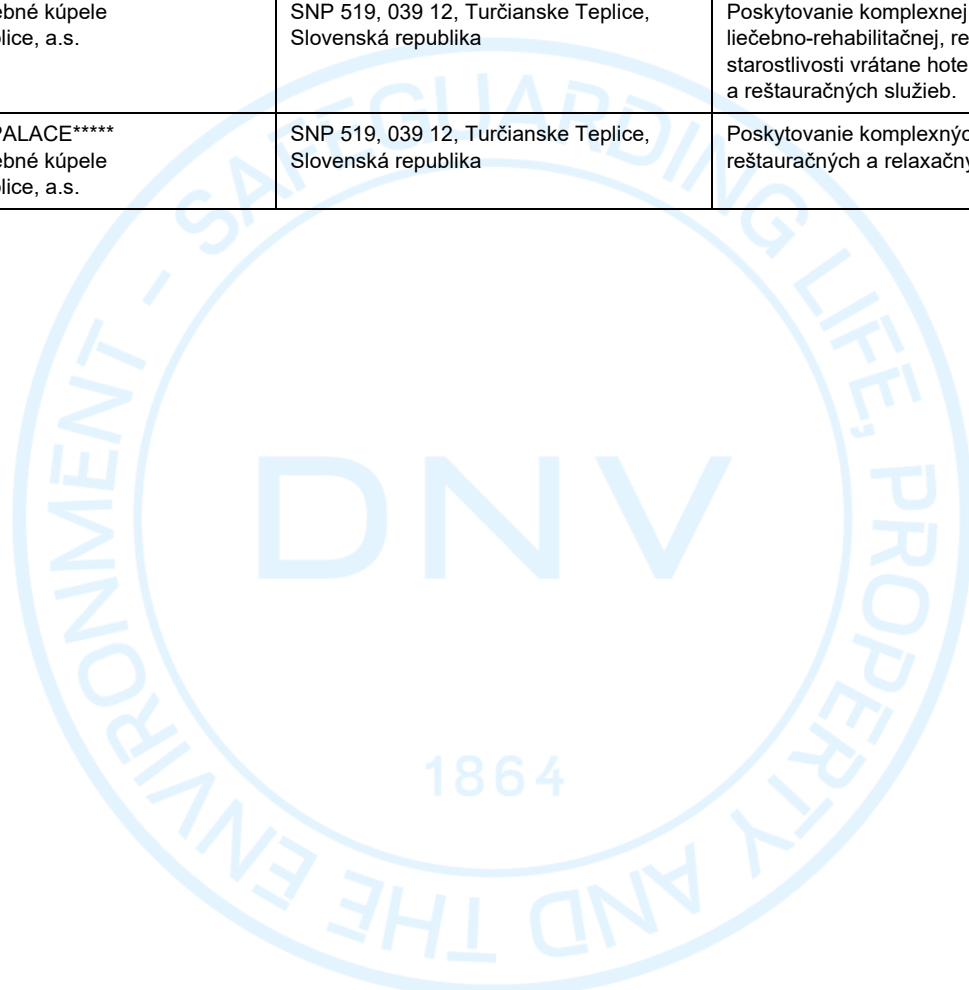 ebné kúpele
lice, a.s.
SNP 519, 039 12, Turčianske Teplice,
Slovenská republika
Poskytovanie komplexnej
liečebno-rehabilitačnej, re
starostlivosti vrátane hote
a reštauračných služieb.
PALACE*****
ebné kúpele
lice, a.s.
SNP 519, 039 12, Turčianske Teplice,
Slovenská republika
Poskytovanie komplexnýc
reštauračných a relaxačný
SAFEGUARDING LIFE, PROPERTY AND THE ENVIRONMENT -
DNV
1864